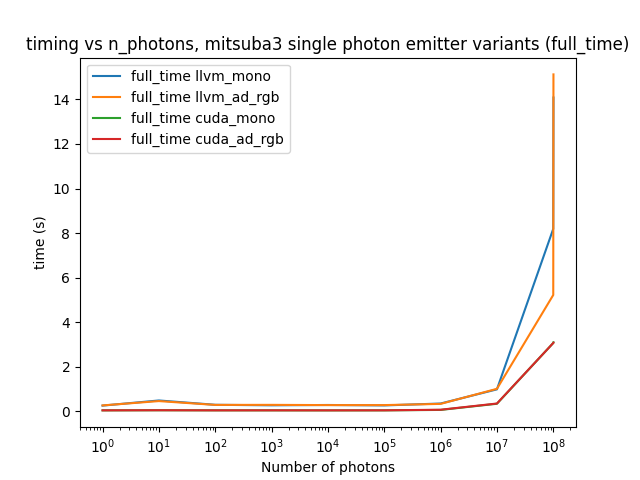 timing vs n_photons, mitsuba3 single photon emitter variants (full_time)
full_time llvm_mono
full_time llvm_ad_rgb
full_time cuda_mono
full_time cuda_ad_rgb
14
12
10
8
6
4
2
0
time (s)
10⁰ 10¹ 10² 10³ 10⁴ 10⁵ 10⁶ 10⁷ 10⁸
Number of photons